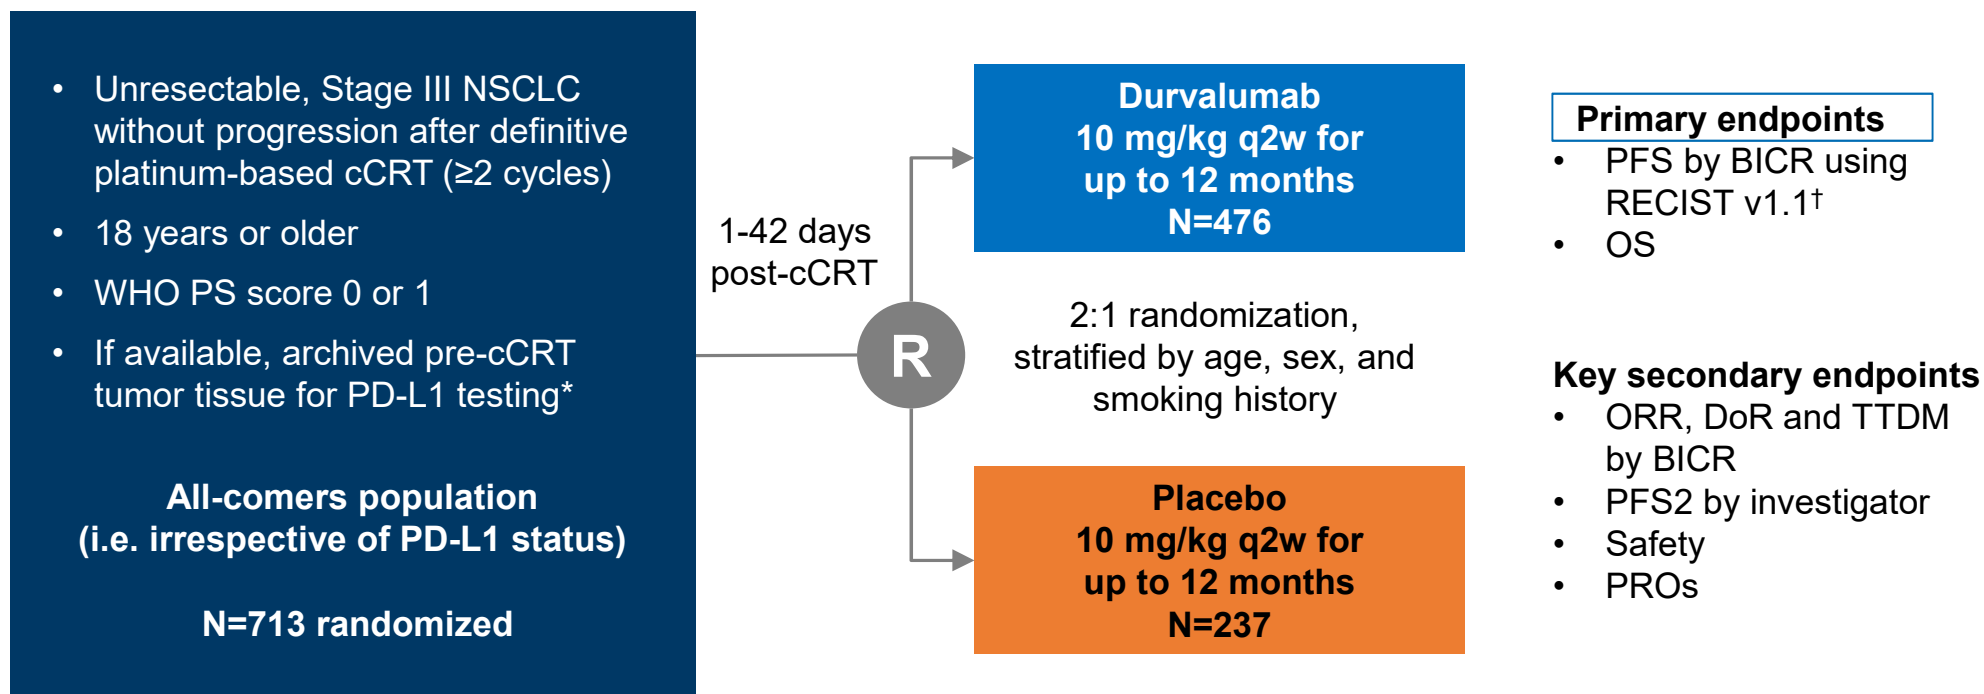 • Unresectable, Stage III NSCLC
without progression after definitive
platinum-based cCRT (≥2 cycles)
• 18 years or older
• WHO PS score 0 or 1
• If available, archived pre-cCRT
tumor tissue for PD-L1 testing*
All-comers population
(i.e. irrespective of PD-L1 status)
N=713 randomized
1-42 days
post-cCRT
R
Durvalumab
10 mg/kg q2w for
up to 12 months
N=476
2:1 randomization,
stratified by age, sex, and
smoking history
Placebo
10 mg/kg q2w for
up to 12 months
N=237
Primary endpoints
• PFS by BICR using
RECIST v1.1†
• OS
Key secondary endpoints
• ORR, DoR and TTDM
by BICR
• PFS2 by investigator
• Safety
• PROs